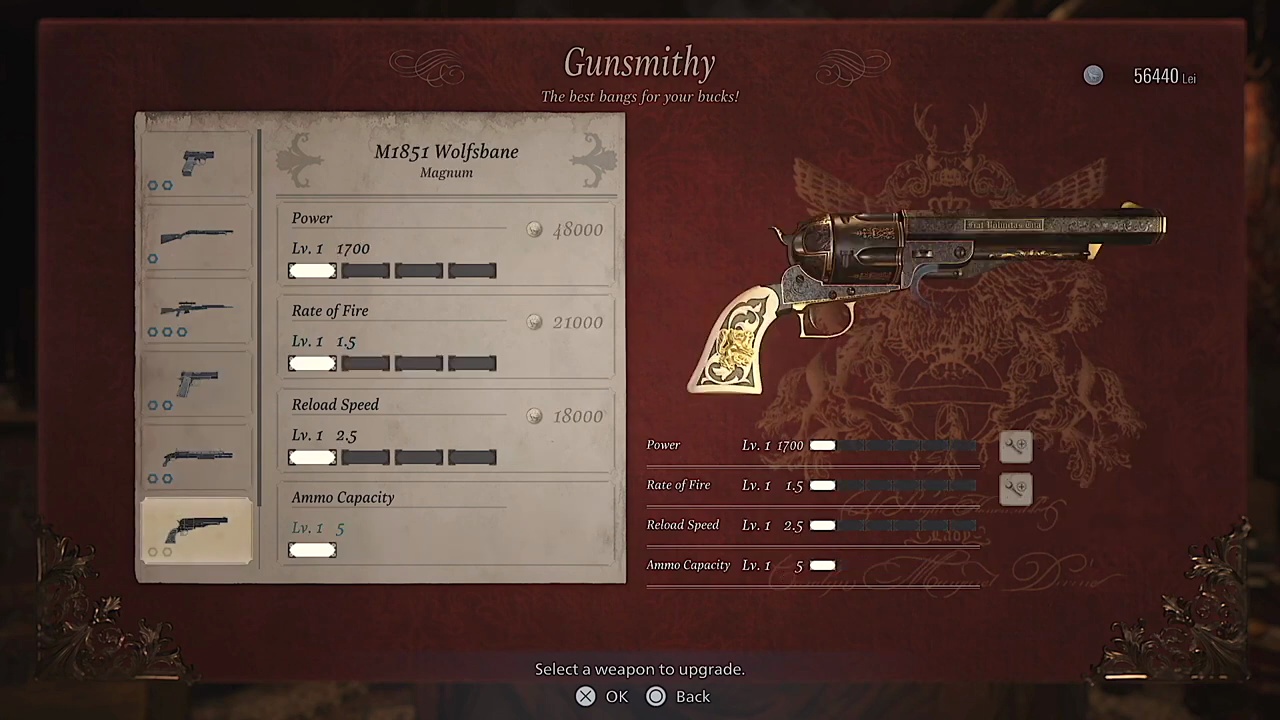 Gunsmithy
The best bangs for your bucks!
56440 Lei
M1851 Wolfsbane
Magnum
Power
48000
Lv. 1 1700
Rate of Fire
21000
Lv. 1 1.5
Reload Speed
18000
Lv. 1 2.5
Ammo Capacity
Lv. 1 5
Power Lv. 1 1700
Rate of Fire Lv. 1 1.5
Reload Speed Lv. 1 2.5
Ammo Capacity Lv. 1 5
Select a weapon to upgrade.
OK Back